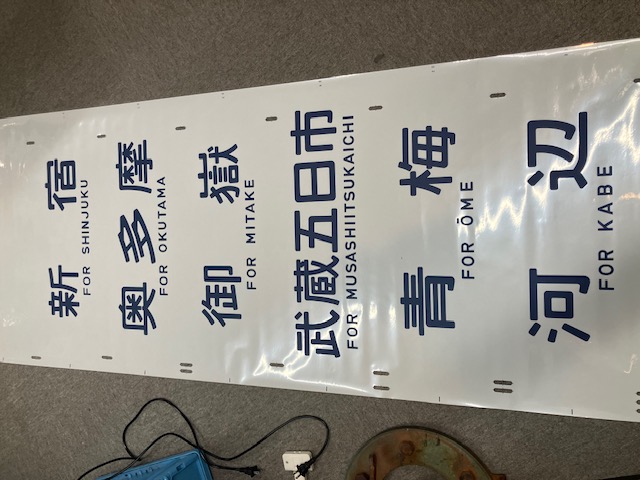 新宿
FOR SHINJUKU
奥多摩
FOR OKUTAMA
御嶽
FOR MITAKE
武蔵五日市
FOR MUSASHIITSUKAICHI
青梅
FOR ŌME
河辺
FOR KABE